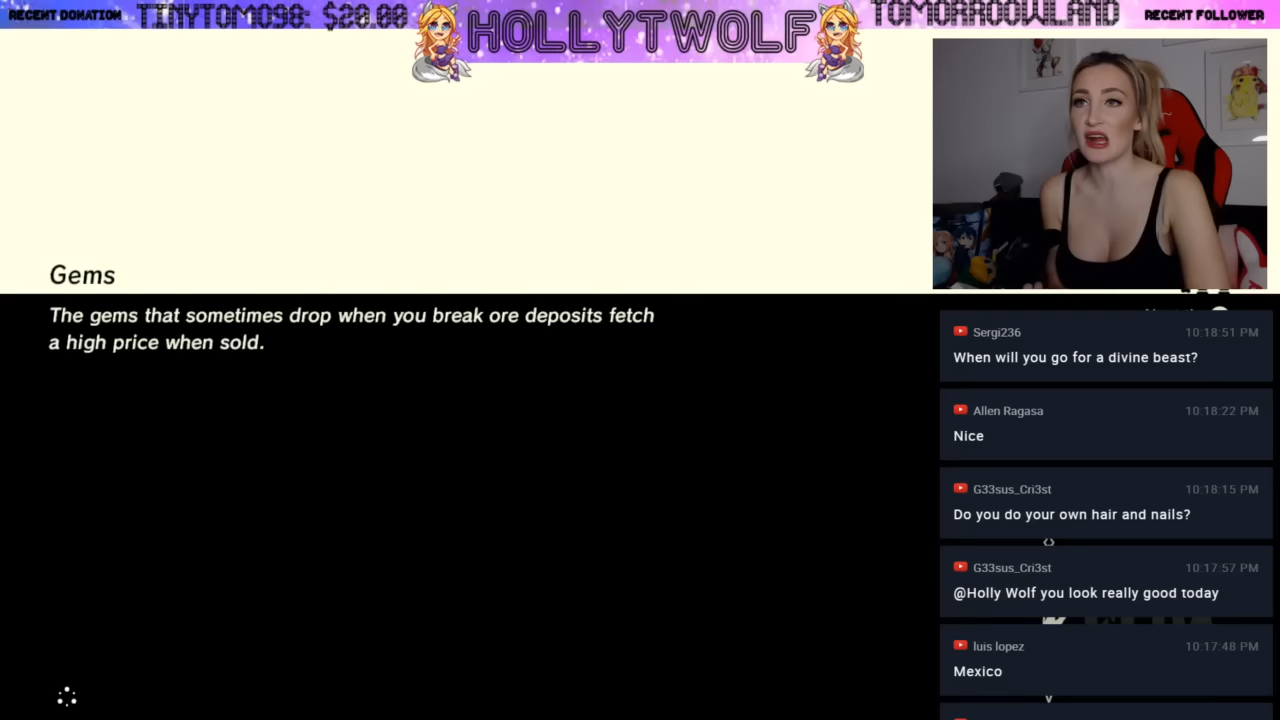 RECENT DONATION
TINYTOMO98: $20.00
HOLLYTWOLF
TOMORROOWLAND
RECENT FOLLOWER
Gems
The gems that sometimes drop when you break ore deposits fetch
a high price when sold.
Sergi236 10:18:51 PM
When will you go for a divine beast?
Allen Ragasa 10:18:22 PM
Nice
G33sus_Cri3st 10:18:15 PM
Do you do your own hair and nails?
G33sus_Cri3st 10:17:57 PM
@Holly Wolf you look really good today
luis lopez 10:17:48 PM
Mexico